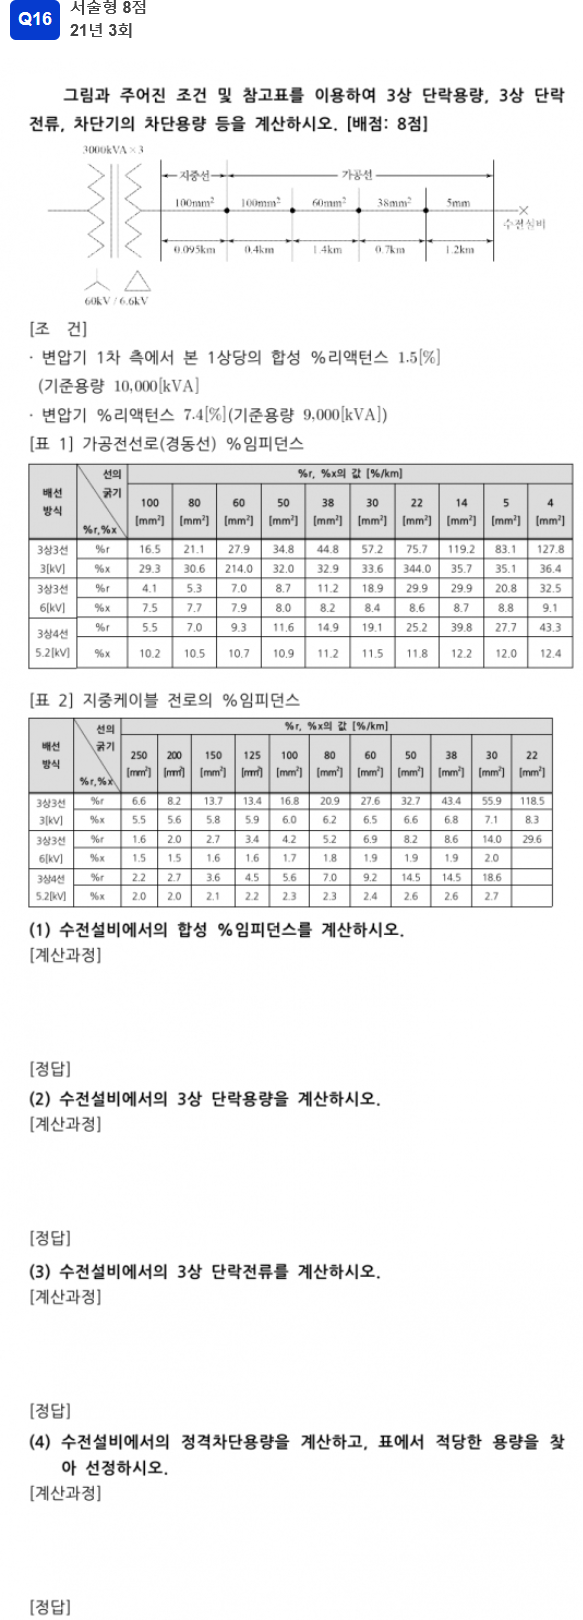 Q16
서술형 8점
21년 3회
그림과 주어진 조건 및 참고표를 이용하여 3상 단락용량, 3상 단락
전류, 차단기의 차단용량 등을 계산하시오. [배점: 8점]
3000kVA×3
지중선 가공선
100mm² 100mm² 60mm² 38mm² 5mm
수전설비
0.095km 0.4km 1.4km 0.7km 1.2km
60kV / 6.6kV
[조 건]
· 변압기 1차 측에서 본 1상당의 합성 %리액턴스 1.5[%]
(기준용량 10,000[kVA]
· 변압기 %리액턴스 7.4[%](기준용량 9,000[kVA])
[표 1] 가공전선로(경동선) %임피던스
배선 방식 선의 굵기 %r,%x %r, %x의 값 [%/km]
100 [mm²] 80 [mm²] 60 [mm²] 50 [mm²] 38 [mm²] 30 [mm²] 22 [mm²] 14 [mm²] 5 [mm²] 4 [mm²]
3상3선 %r 16.5 21.1 27.9 34.8 44.8 57.2 75.7 119.2 83.1 127.8
3[kV] %x 29.3 30.6 214.0 32.0 32.9 33.6 344.0 35.7 35.1 36.4
3상3선 %r 4.1 5.3 7.0 8.7 11.2 18.9 29.9 29.9 20.8 32.5
6[kV] %x 7.5 7.7 7.9 8.0 8.2 8.4 8.6 8.7 8.8 9.1
3상4선 %r 5.5 7.0 9.3 11.6 14.9 19.1 25.2 39.8 27.7 43.3
5.2[kV] %x 10.2 10.5 10.7 10.9 11.2 11.5 11.8 12.2 12.0 12.4
[표 2] 지중케이블 전로의 %임피던스
배선 방식 선의 굵기 %r,%x %r, %x의 값 [%/km]
250 [mm²] 200 [mm²] 150 [mm²] 125 [mm²] 100 [mm²] 80 [mm²] 60 [mm²] 50 [mm²] 38 [mm²] 30 [mm²] 22 [mm²]
3상3선 %r 6.6 8.2 13.7 13.4 16.8 20.9 27.6 32.7 43.4 55.9 118.5
3[kV] %x 5.5 5.6 5.8 5.9 6.0 6.2 6.5 6.6 6.8 7.1 8.3
3상3선 %r 1.6 2.0 2.7 3.4 4.2 5.2 6.9 8.2 8.6 14.0 29.6
6[kV] %x 1.5 1.5 1.6 1.6 1.7 1.8 1.9 1.9 1.9 2.0
3상4선 %r 2.2 2.7 3.6 4.5 5.6 7.0 9.2 14.5 14.5 18.6
5.2[kV] %x 2.0 2.0 2.1 2.2 2.3 2.3 2.4 2.6 2.6 2.7
(1) 수전설비에서의 합성 %임피던스를 계산하시오.
[계산과정]
[정답]
(2) 수전설비에서의 3상 단락용량을 계산하시오.
[계산과정]
[정답]
(3) 수전설비에서의 3상 단락전류를 계산하시오.
[계산과정]
[정답]
(4) 수전설비에서의 정격차단용량을 계산하고, 표에서 적당한 용량을 찾
아 선정하시오.
[계산과정]
[정답]